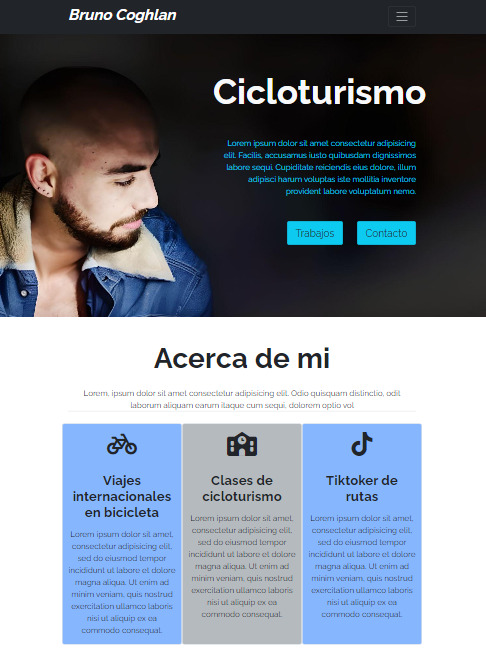 Bruno Coghlan
Cicloturismo
Lorem ipsum dolor sit amet consectetur adipisicing
elit. Facilis, accusamus iusto quibusdam dignissimos
labore sequi. Cupiditate reiciendis eius dolore, illum
adipisci harum voluptas iste mollitia inventore
provident labore voluptatum nemo.
Trabajos
Contacto
Acerca de mi
Lorem, ipsum dolor sit amet consectetur adipisicing elit. Odio quisquam distinctio, odit
laborum aliquam earum itaque cum sequi, dolorem optio vol
Viajes
internacionales
en bicicleta
Lorem ipsum dolor sit amet,
consectetur adipiscing elit,
sed do eiusmod tempor
incididunt ut labore et dolore
magna aliqua. Ut enim ad
minim veniam, quis nostrud
exercitation ullamco laboris
nisi ut aliquip ex ea
commodo consequat.
Clases de
cicloturismo
Lorem ipsum dolor sit amet,
consectetur adipiscing elit,
sed do eiusmod tempor
incididunt ut labore et dolore
magna aliqua. Ut enim ad
minim veniam, quis nostrud
exercitation ullamco laboris
nisi ut aliquip ex ea
commodo consequat.
Tiktoker de
rutas
Lorem ipsum dolor sit amet,
consectetur adipiscing elit,
sed do eiusmod tempor
incididunt ut labore et dolore
magna aliqua. Ut enim ad
minim veniam, quis nostrud
exercitation ullamco laboris
nisi ut aliquip ex ea
commodo consequat.